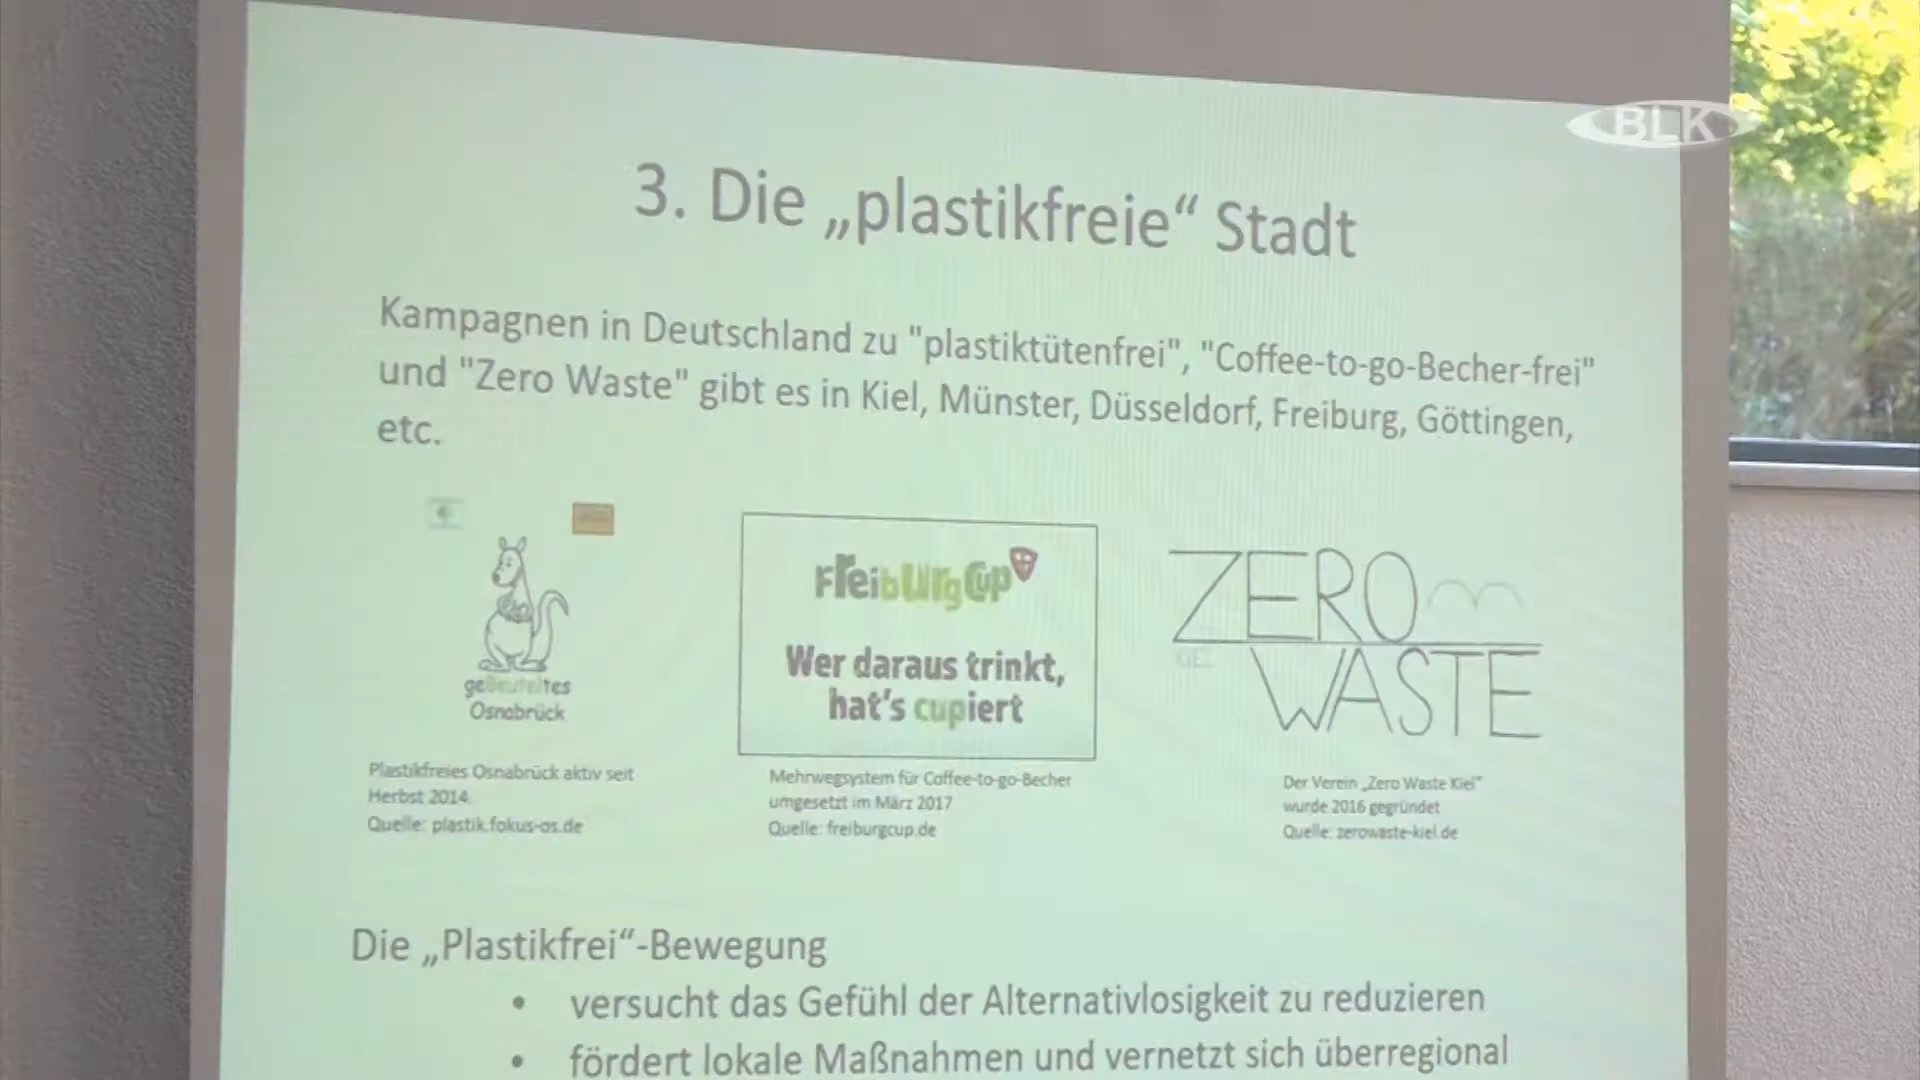 BLK
3. Die „plastikfreie“ Stadt
Kampagnen in Deutschland zu "plastiktütenfrei", "Coffee-to-go-Becher-frei"
und "Zero Waste" gibt es in Kiel, Münster, Düsseldorf, Freiburg, Göttingen,
etc.
geBeuteltes
Osnabrück
Plastikfreies Osnabrück aktiv seit
Herbst 2014
Quelle: plastik.fokus-os.de
FreiburgCup
Wer daraus trinkt,
hat's cupiert
Mehrwegsystem für Coffee-to-go-Becher
umgesetzt im März 2017
Quelle: freiburgcup.de
ZERO
KIEL
WASTE
Der Verein „Zero Waste Kiel“
wurde 2016 gegründet
Quelle: zerowaste-kiel.de
Die „Plastikfrei“-Bewegung
• versucht das Gefühl der Alternativlosigkeit zu reduzieren
• fördert lokale Maßnahmen und vernetzt sich überregional